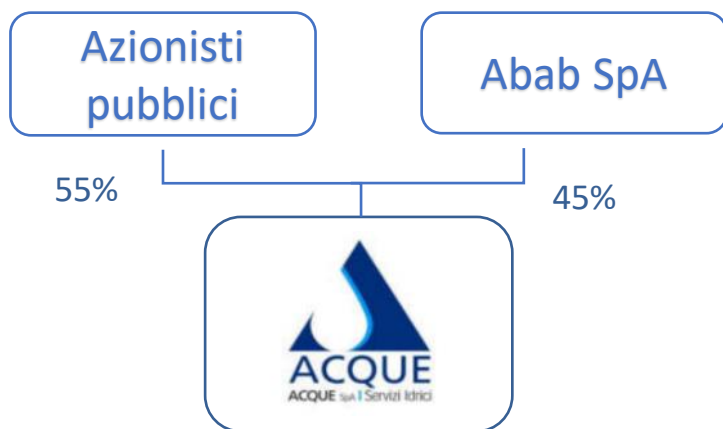 Azionisti
pubblici
Abab SpA
55%
45%
ACQUE
ACQUE SpA | Servizi Idrici